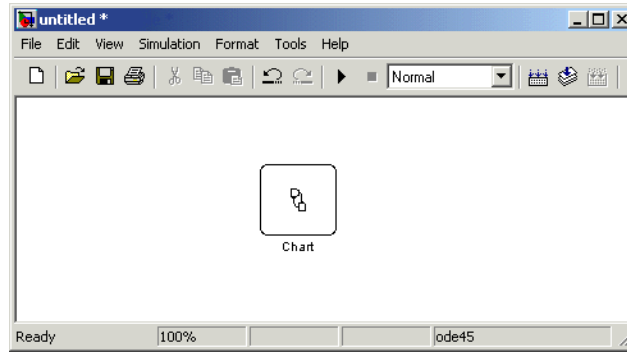 untitled *
File Edit View Simulation Format Tools Help
Normal
Chart
Ready 100% ode45